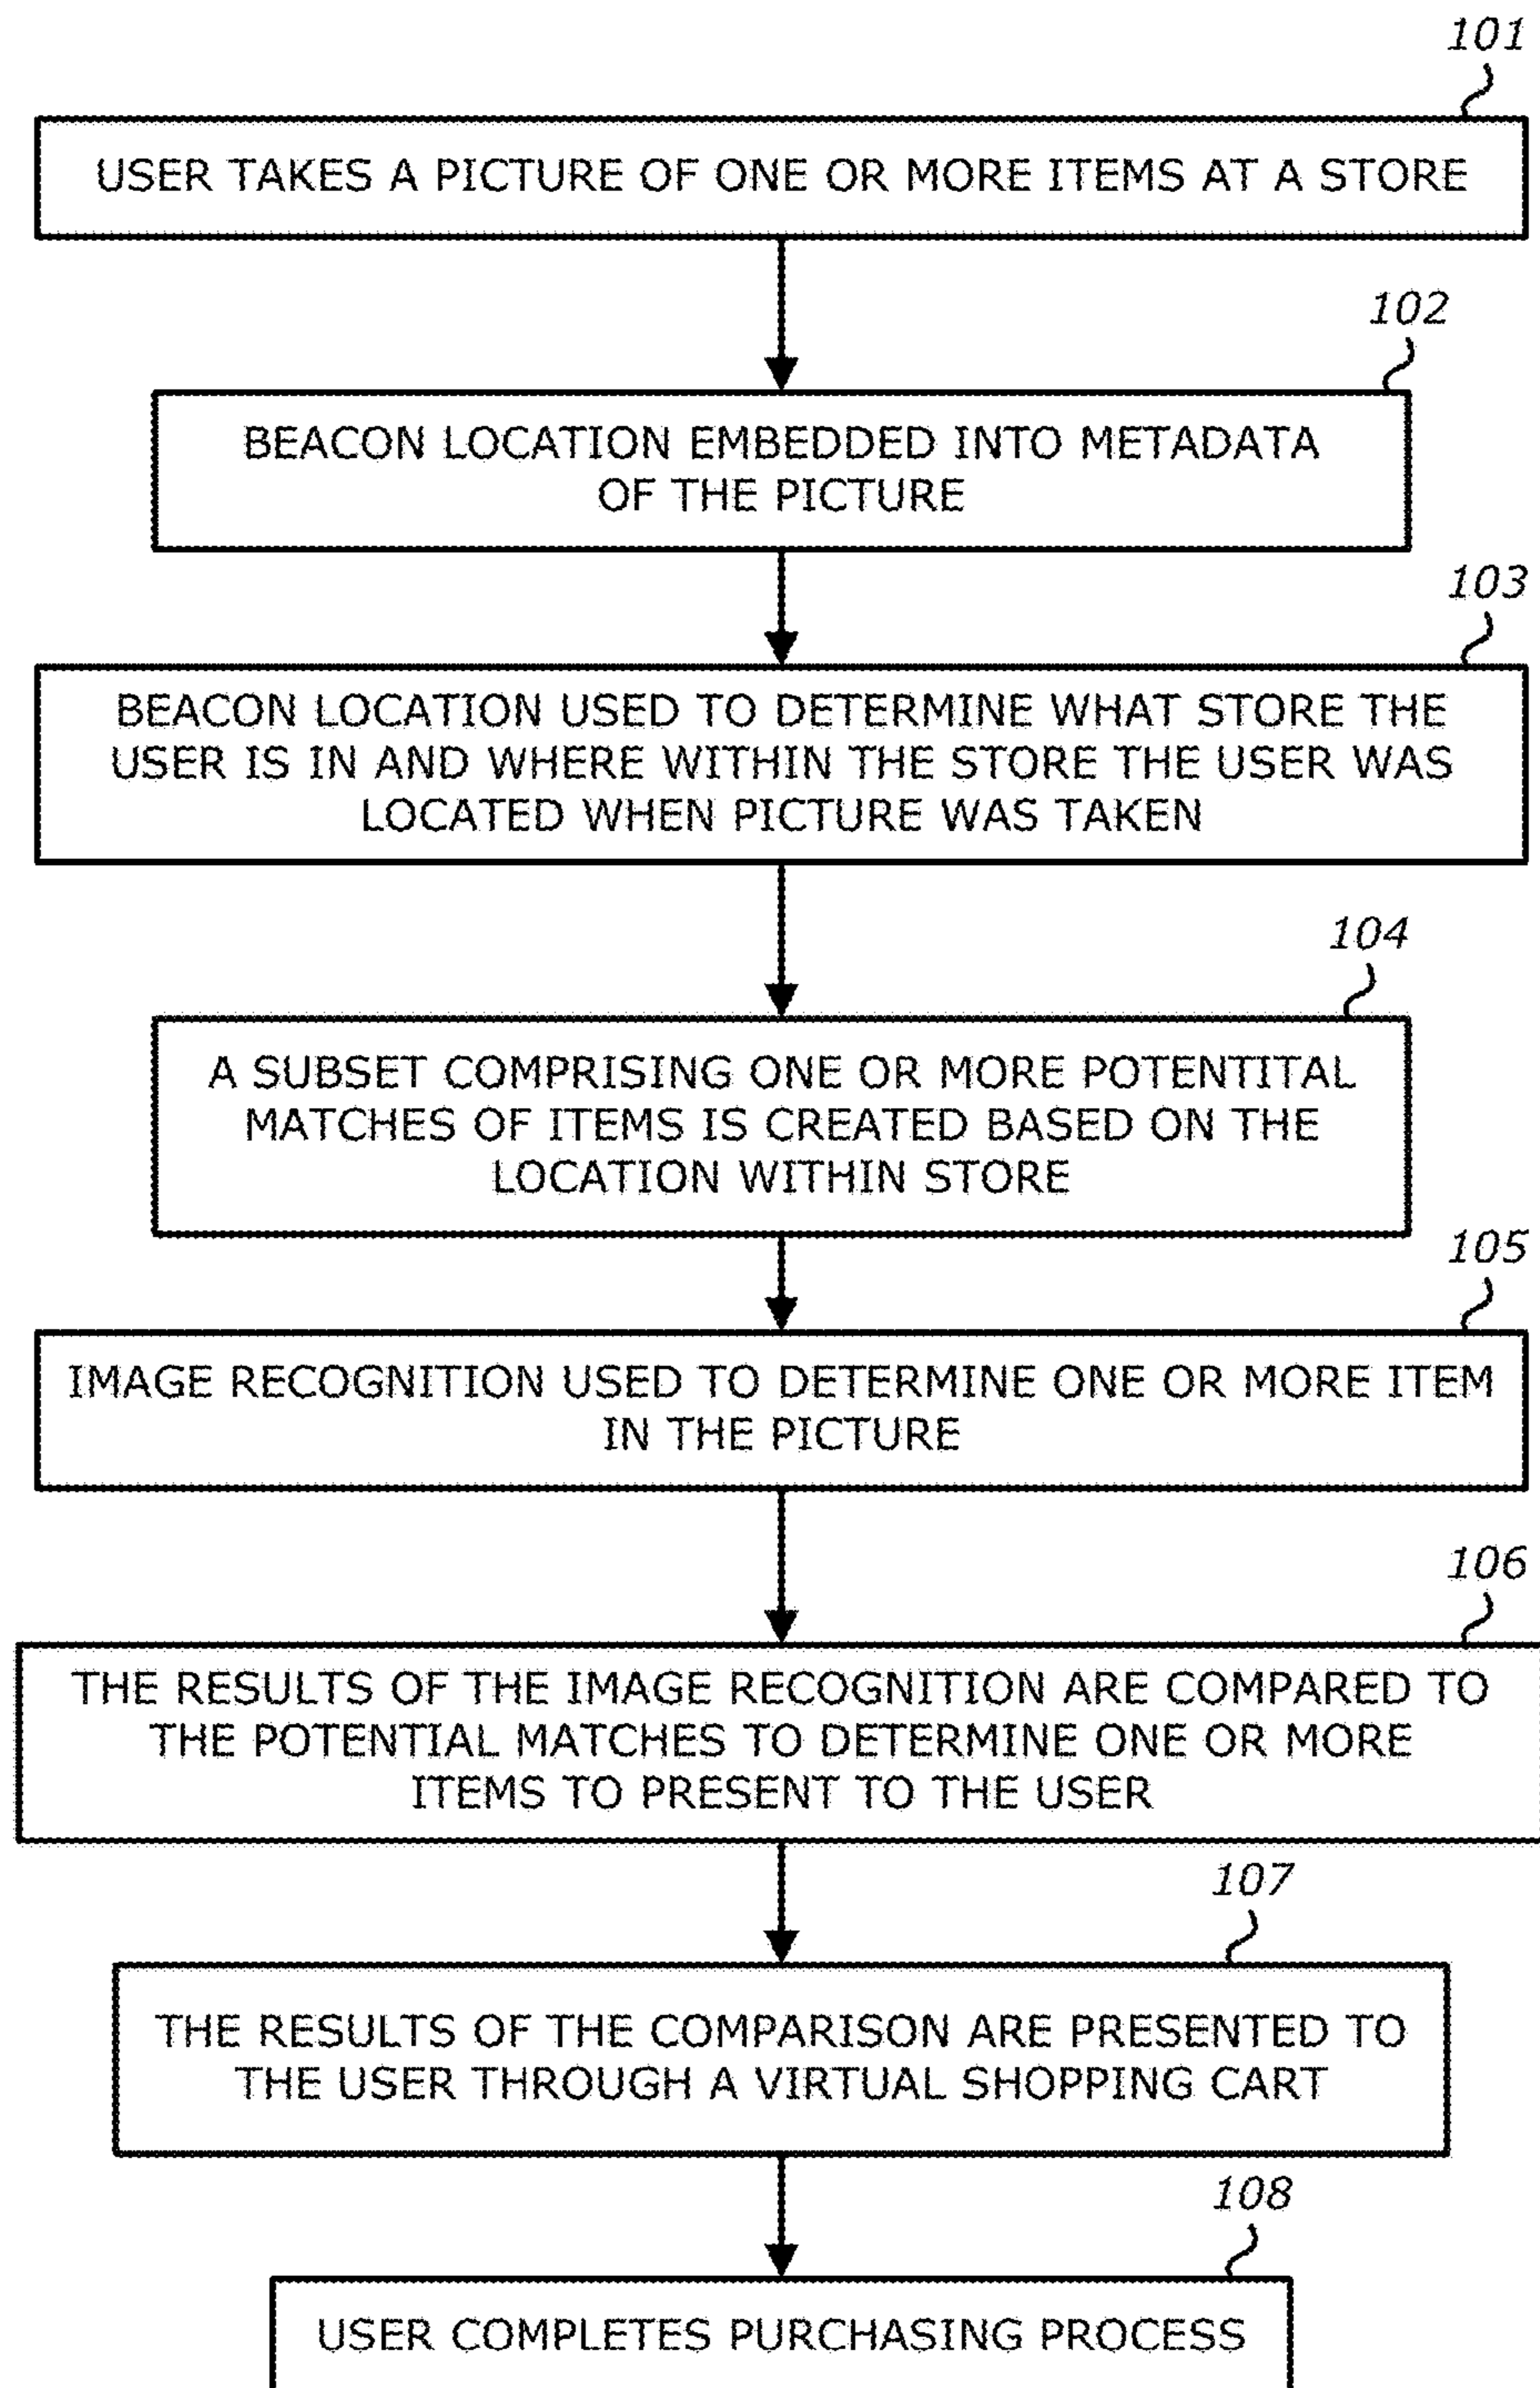 101
USER TAKES A PICTURE OF ONE OR MORE ITEMS AT A STORE
102
BEACON LOCATION EMBEDDED INTO METADATA
OF THE PICTURE
103
BEACON LOCATION USED TO DETERMINE WHAT STORE THE
USER IS IN AND WHERE WITHIN THE STORE THE USER WAS
LOCATED WHEN PICTURE WAS TAKEN
104
A SUBSET COMPRISING ONE OR MORE POTENTITAL
MATCHES OF ITEMS IS CREATED BASED ON THE
LOCATION WITHIN STORE
105
IMAGE RECOGNITION USED TO DETERMINE ONE OR MORE ITEM
IN THE PICTURE
106
THE RESULTS OF THE IMAGE RECOGNITION ARE COMPARED TO
THE POTENTIAL MATCHES TO DETERMINE ONE OR MORE
ITEMS TO PRESENT TO THE USER
107
THE RESULTS OF THE COMPARISON ARE PRESENTED TO
THE USER THROUGH A VIRTUAL SHOPPING CART
108
USER COMPLETES PURCHASING PROCESS